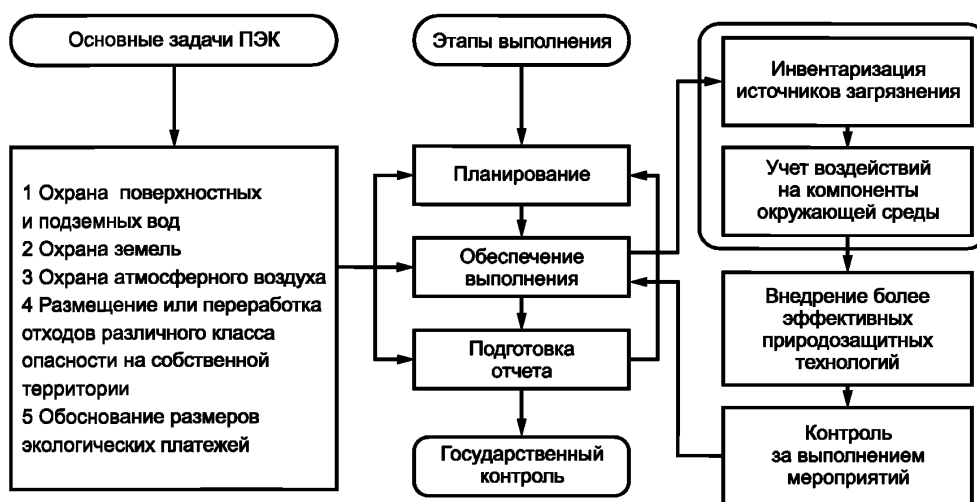 Основные задачи ПЭК
1 Охрана поверхностных
и подземных вод
2 Охрана земель
3 Охрана атмосферного воздуха
4 Размещение или переработка
отходов различного класса
опасности на собственной
территории
5 Обоснование размеров
экологических платежей
Этапы выполнения
Планирование
Обеспечение
выполнения
Подготовка
отчета
Государственный
контроль
Инвентаризация
источников загрязнения
Учет воздействий
на компоненты
окружающей среды
Внедрение более
эффективных
природозащитных
технологий
Контроль
за выполнением
мероприятий